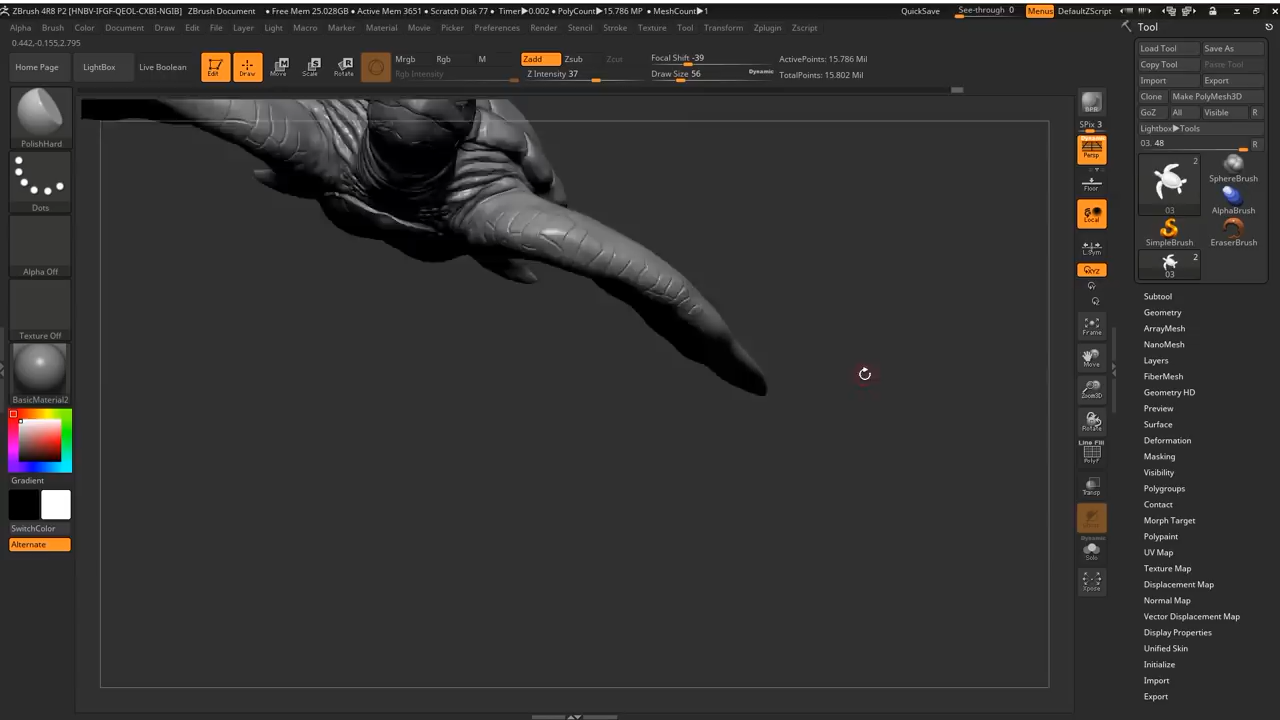 ZBrush 4R8 P2 [HNBV-IFGF-QEOL-CXBI-NGIB] ZBrush Document • Free Mem 25.028GB • Active Mem 3651 • Scratch Disk 77 • Timer▶0.002 • PolyCount▶15.786 MP • MeshCount▶1 QuickSave See-through 0 Menus DefaultZScript
Alpha Brush Color Document Draw Edit File Layer Light Macro Marker Material Movie Picker Preferences Render Stencil Stroke Texture Tool Transform Zplugin Zscript
0.442,-0.155,2.795
Home Page LightBox Live Boolean Edit Draw Move Scale Rotate
Mrgb Rgb M Zadd Zsub Zcut Focal Shift -39 ActivePoints: 15.786 Mil
Rgb Intensity Z Intensity 37 Draw Size 56 Dynamic TotalPoints: 15.802 Mil
PolishHard
Dots
Alpha Off
Texture Off
BasicMaterial2
Gradient
SwitchColor
Alternate
BPR
SPix 3
Dynamic
Persp
Floor
Local
L.Sym
XYZ
Frame
Move
Zoom3D
Rotate
Line Fill
PolyF
Transp
Dynamic
Solo
Xpose
Tool
Load Tool Save As
Copy Tool Paste Tool
Import Export
Clone Make PolyMesh3D
GoZ All Visible R
Lightbox▶Tools
03. 48 R
2
03 SphereBrush
AlphaBrush
SimpleBrush EraserBrush
2
03
Subtool
Geometry
ArrayMesh
NanoMesh
Layers
FiberMesh
Geometry HD
Preview
Surface
Deformation
Masking
Visibility
Polygroups
Contact
Morph Target
Polypaint
UV Map
Texture Map
Displacement Map
Normal Map
Vector Displacement Map
Display Properties
Unified Skin
Initialize
Import
Export